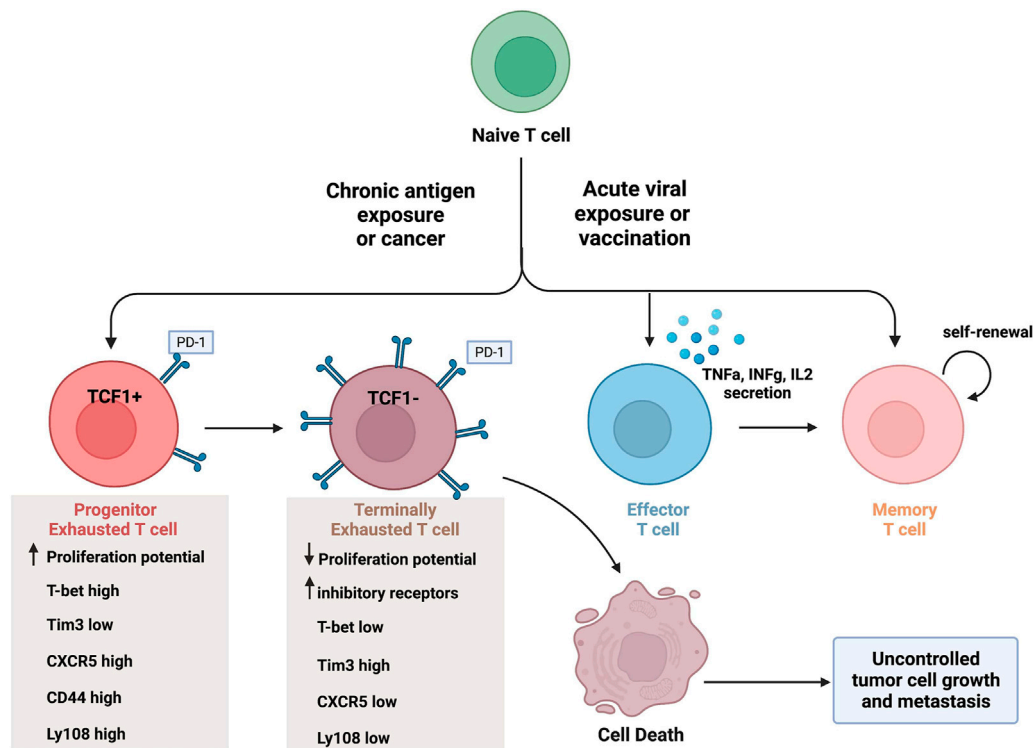 Naive T cell
Chronic antigen
exposure
or cancer
Acute viral
exposure or
vaccination
PD-1
TCF1+
PD-1
TCF1-
TNFa, INFg, IL2
secretion
self-renewal
Progenitor
Exhausted T cell
Proliferation potential
T-bet high
Tim3 low
CXCR5 high
CD44 high
Ly108 high
Terminally
Exhausted T cell
Proliferation potential
inhibitory receptors
T-bet low
Tim3 high
CXCR5 low
Ly108 low
Effector
T cell
Memory
T cell
Cell Death
Uncontrolled
tumor cell growth
and metastasis